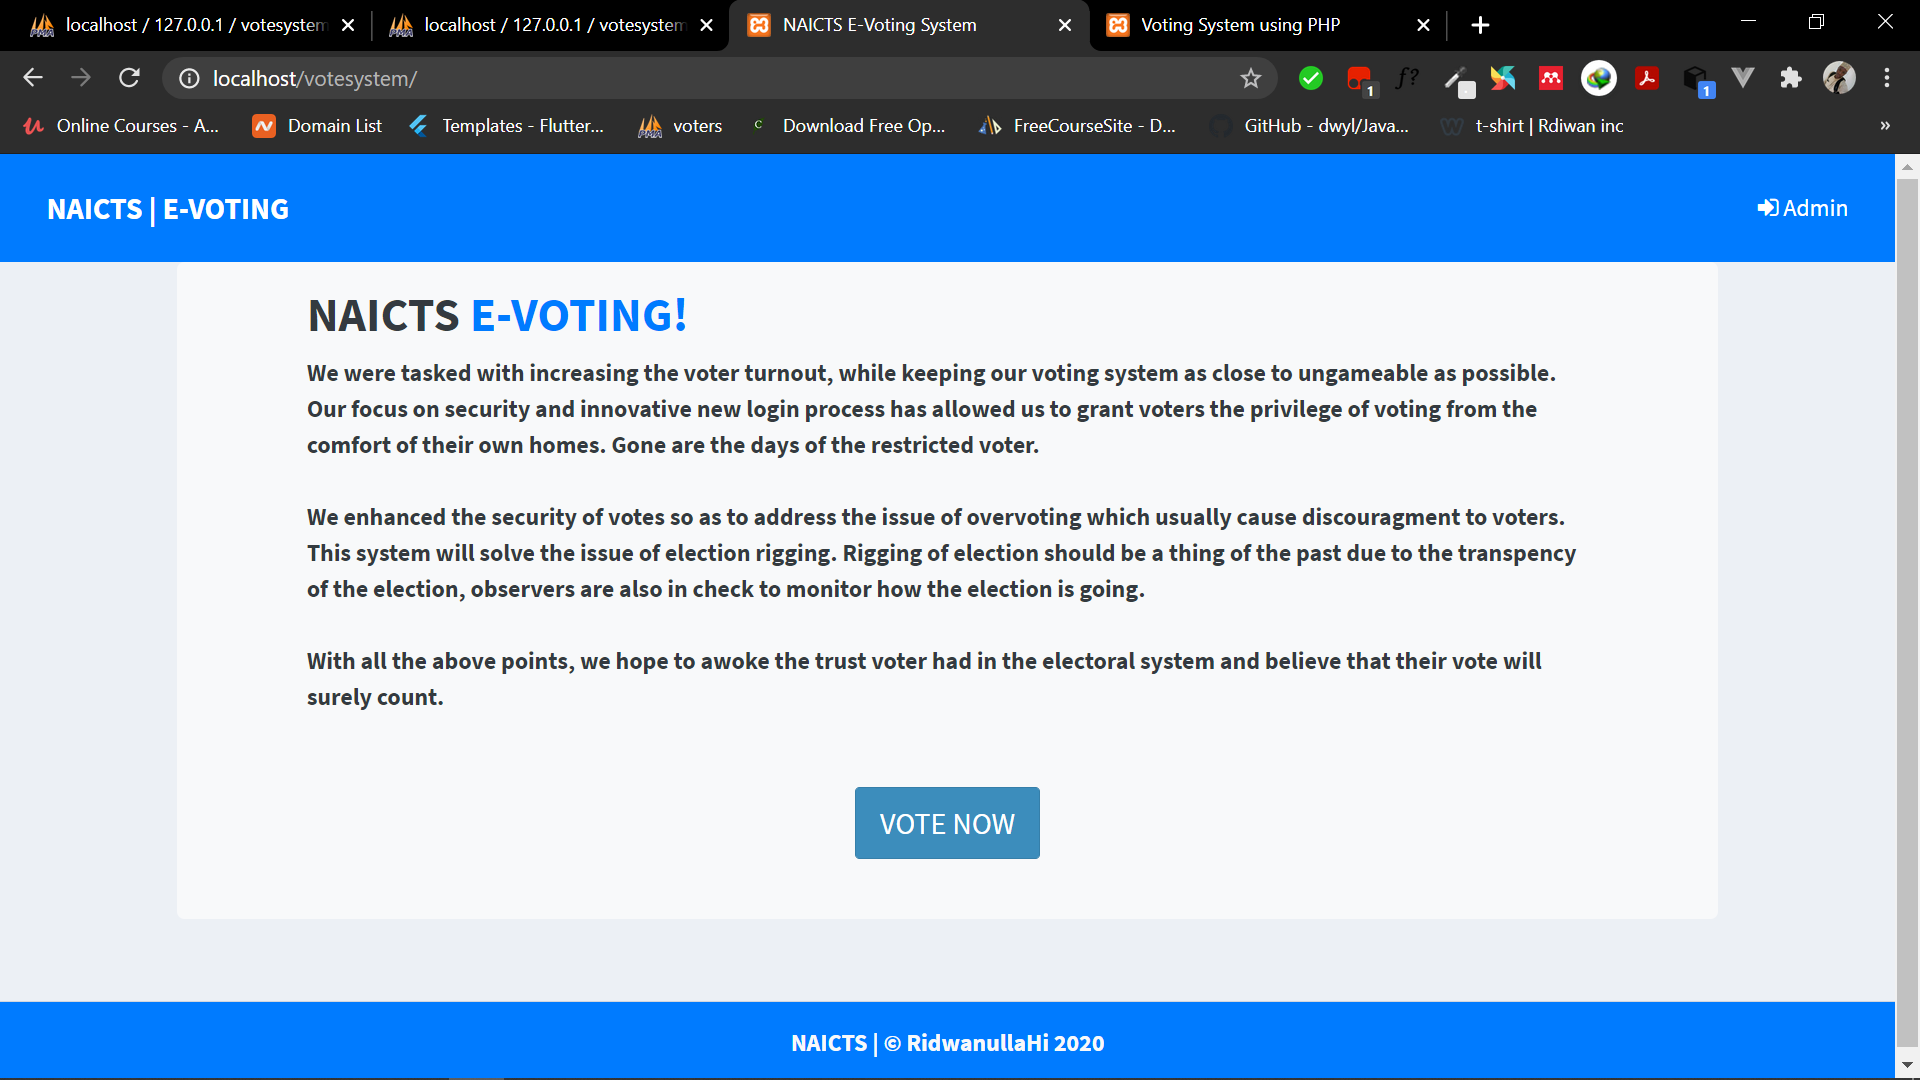 localhost / 127.0.0.1 / votesystem
localhost / 127.0.0.1 / votesystem
NAICTS E-Voting System
Voting System using PHP
localhost/votesystem/
1
f?
1
Online Courses - A...
Domain List
Templates - Flutter...
voters
Download Free Op...
FreeCourseSite - D...
GitHub - dwyl/Java...
t-shirt | Rdiwan inc
»
NAICTS | E-VOTING
Admin
NAICTS E-VOTING!
We were tasked with increasing the voter turnout, while keeping our voting system as close to ungameable as possible.
Our focus on security and innovative new login process has allowed us to grant voters the privilege of voting from the
comfort of their own homes. Gone are the days of the restricted voter.
We enhanced the security of votes so as to address the issue of overvoting which usually cause discouragment to voters.
This system will solve the issue of election rigging. Rigging of election should be a thing of the past due to the transpency
of the election, observers are also in check to monitor how the election is going.
With all the above points, we hope to awoke the trust voter had in the electoral system and believe that their vote will
surely count.
VOTE NOW
NAICTS | © RidwanullaHi 2020